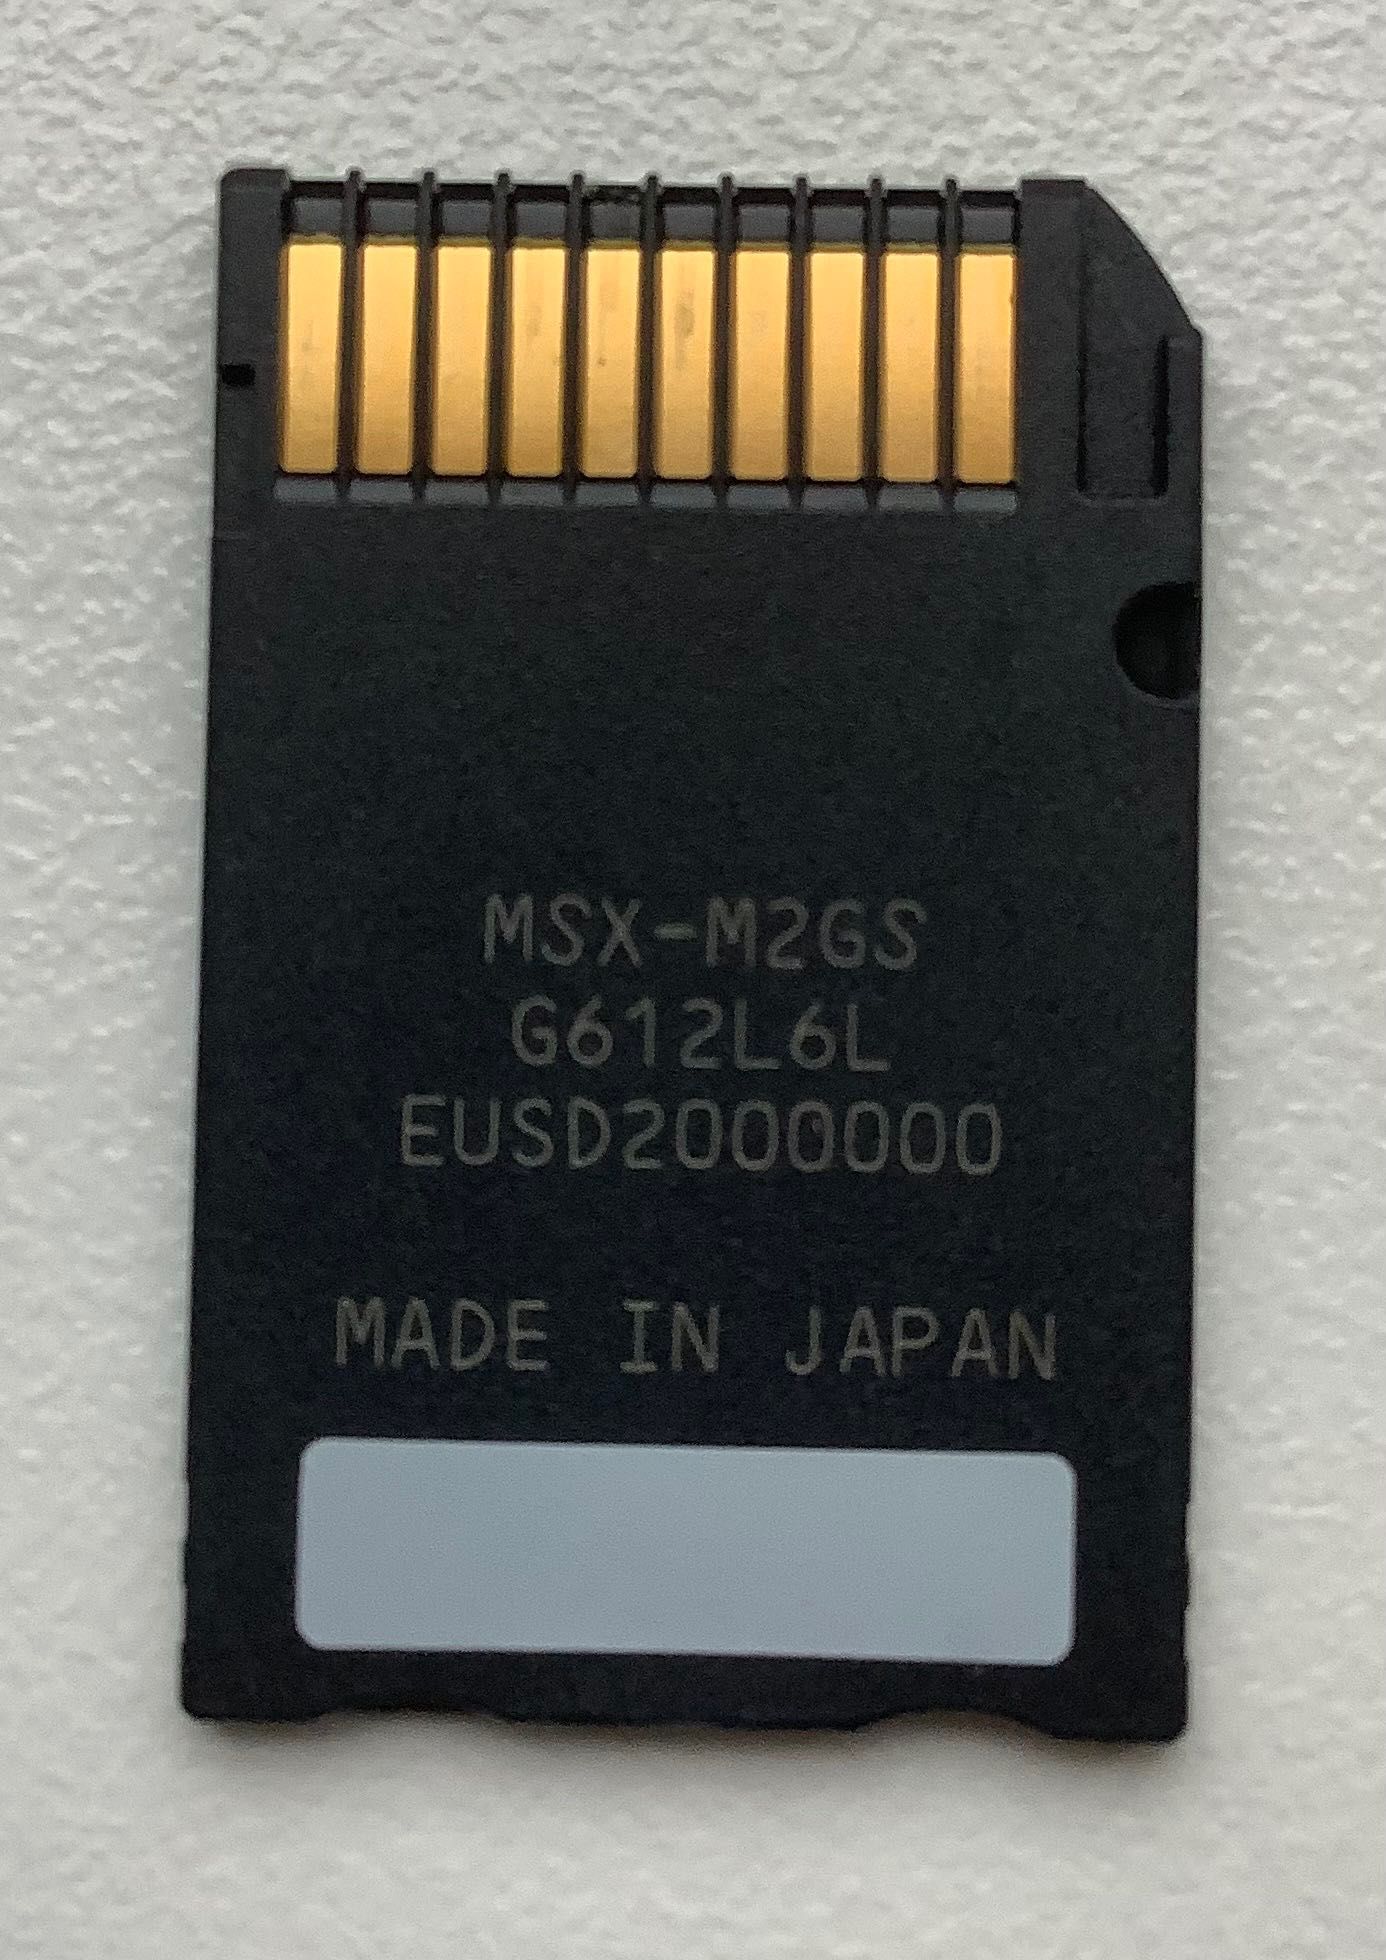 MSX-M2GS
G612L6L
EUSD2000000
MADE IN JAPAN